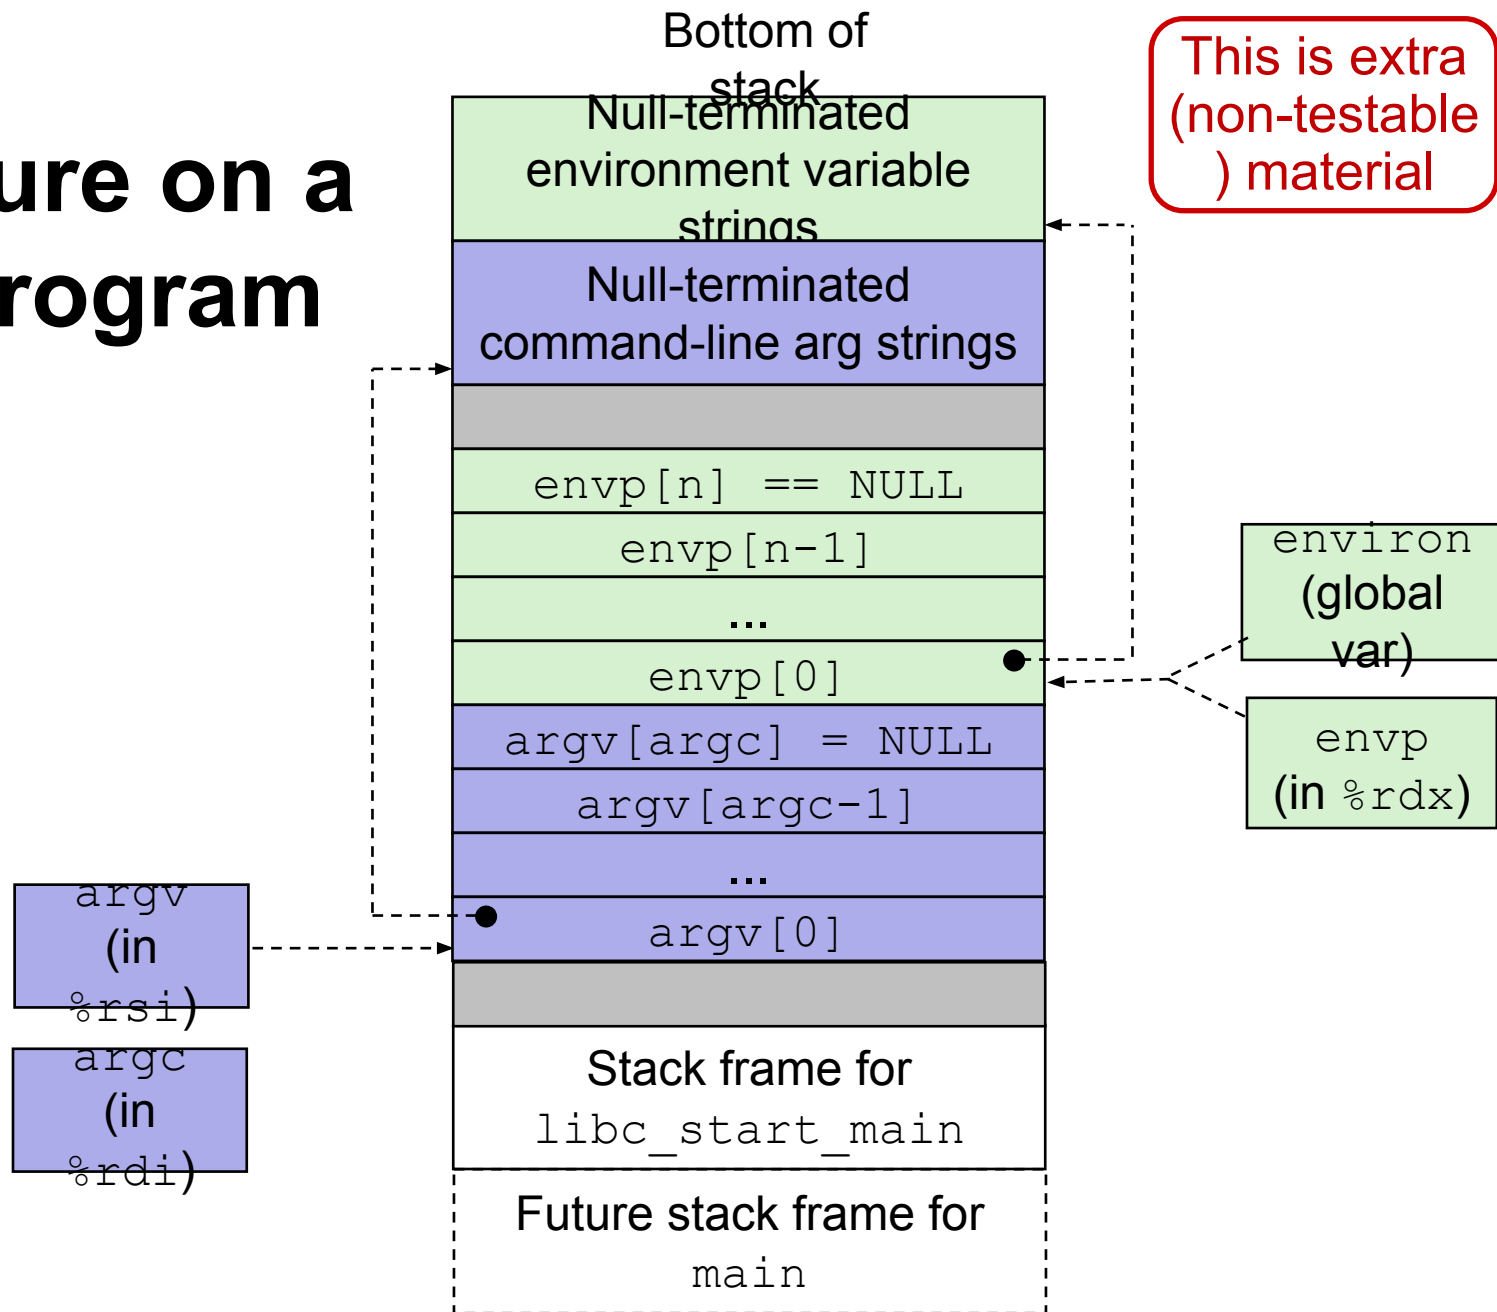 Bottom of
stack
This is extra
(non-testable
) material
ure on a
rogram
Null-terminated
environment variable
strings
Null-terminated
command-line arg strings
envp[n] == NULL
envp[n-1]
...
envp[0]
environ
(global
var)
envp
(in %rdx)
argv[argc] = NULL
argv[argc-1]
...
argv[0]
argv
(in
%rsi)
argc
(in
%rdi)
Stack frame for
libc_start_main
Future stack frame for
main